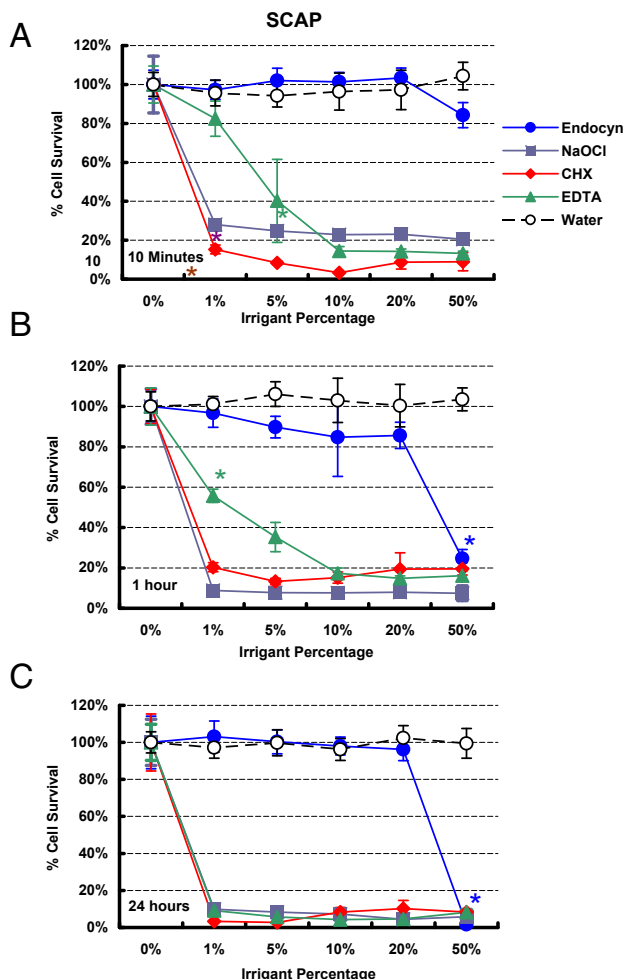 SCAP
A
120%
100%
80%
60%
40%
20%
10
0%
% Cell Survival
10 Minutes
*
*
*
0% 1% 5% 10% 20% 50%
Irrigant Percentage
Endocyn
NaOCl
CHX
EDTA
Water
B
120%
100%
80%
60%
40%
20%
0%
% Cell Survival
1 hour
*
*
0% 1% 5% 10% 20% 50%
Irrigant Percentage
C
120%
100%
80%
60%
40%
20%
0%
% Cell Survival
24 hours
*
0% 1% 5% 10% 20% 50%
Irrigant Percentage